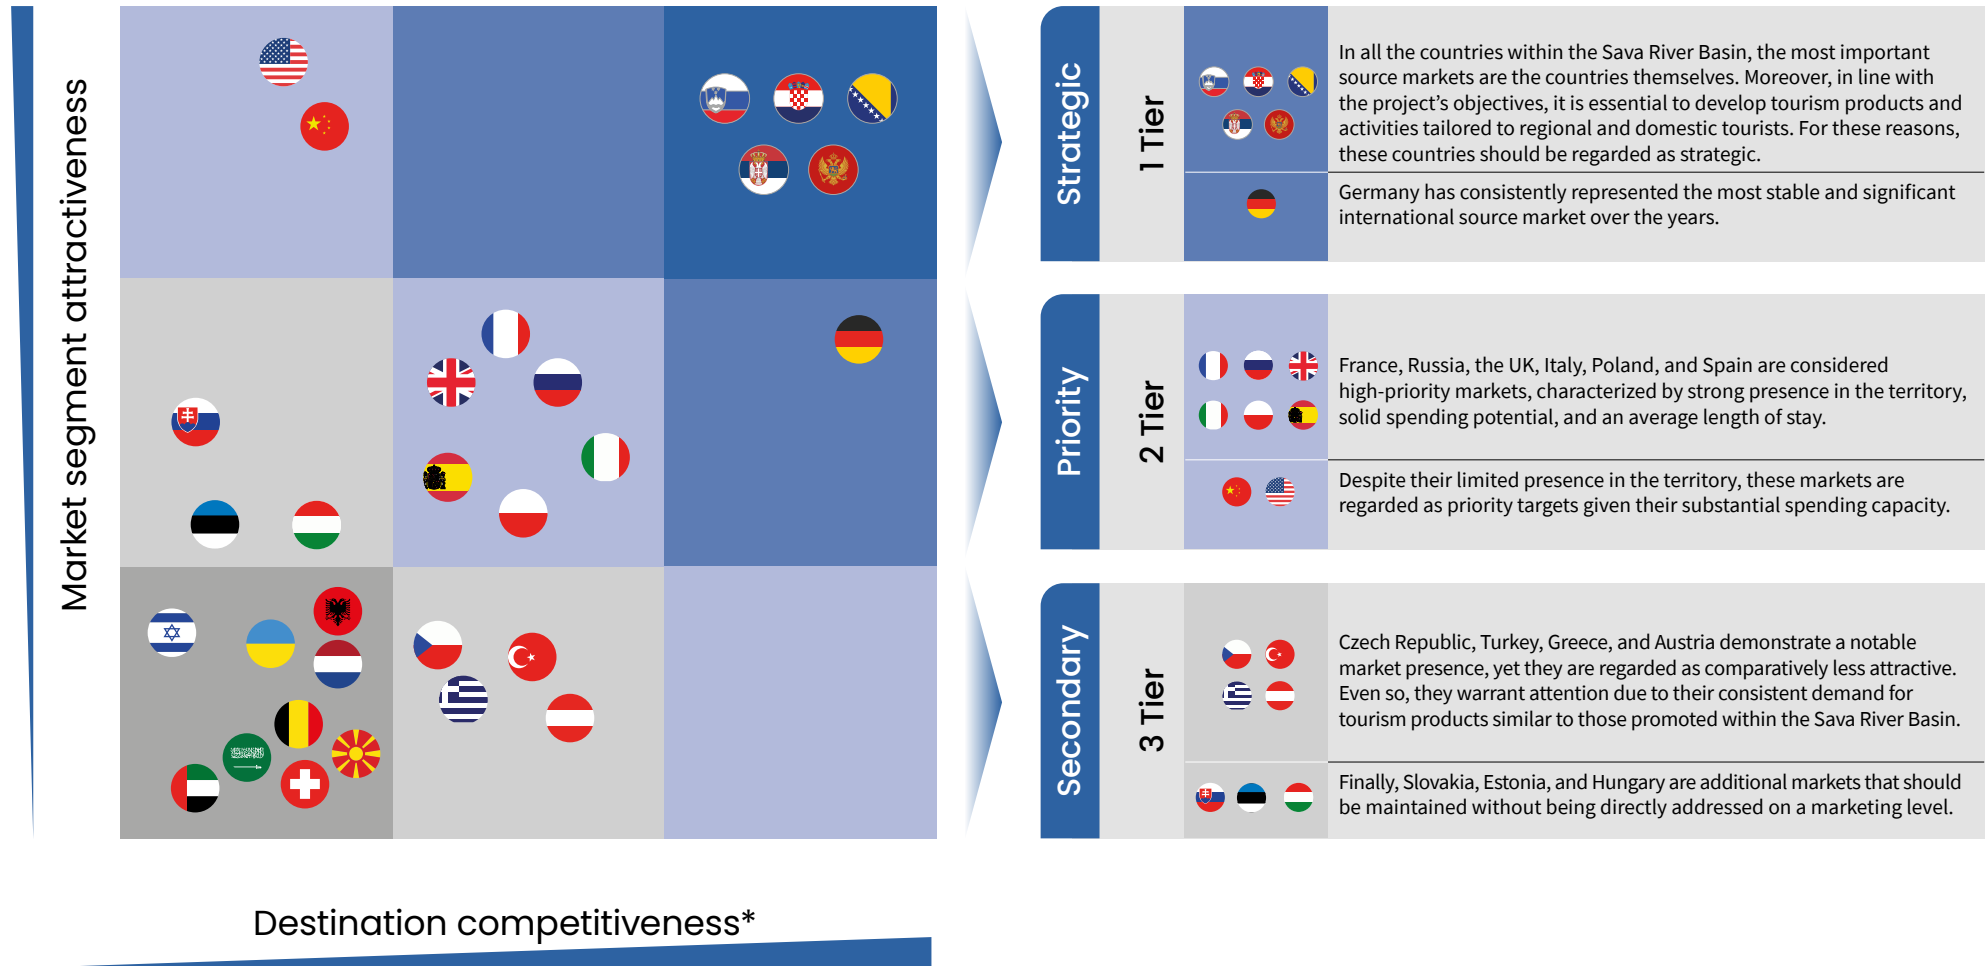 Market segment attractiveness
Destination competitiveness*
Strategic
1 Tier
In all the countries within the Sava River Basin, the most important
source markets are the countries themselves. Moreover, in line with
the project's objectives, it is essential to develop tourism products and
activities tailored to regional and domestic tourists. For these reasons,
these countries should be regarded as strategic.
Germany has consistently represented the most stable and significant
international source market over the years.
Priority
2 Tier
France, Russia, the UK, Italy, Poland, and Spain are considered
high-priority markets, characterized by strong presence in the territory,
solid spending potential, and an average length of stay.
Despite their limited presence in the territory, these markets are
regarded as priority targets given their substantial spending capacity.
Secondary
3 Tier
Czech Republic, Turkey, Greece, and Austria demonstrate a notable
market presence, yet they are regarded as comparatively less attractive.
Even so, they warrant attention due to their consistent demand for
tourism products similar to those promoted within the Sava River Basin.
Finally, Slovakia, Estonia, and Hungary are additional markets that should
be maintained without being directly addressed on a marketing level.